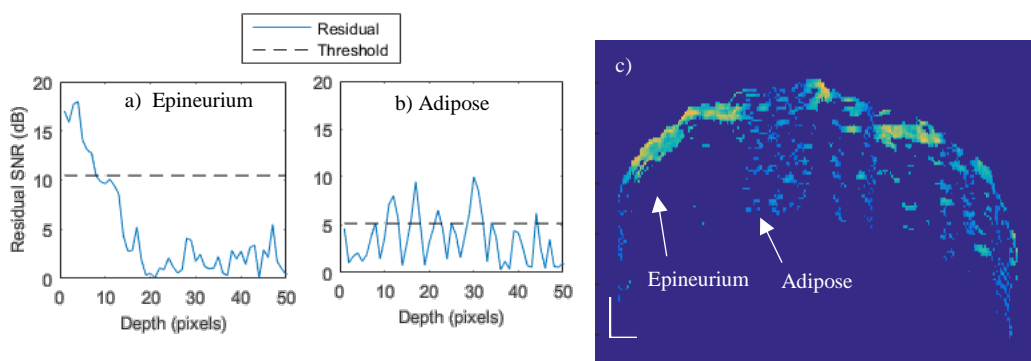 Residual
Threshold
a) Epineurium
b) Adipose
c)
Residual SNR (dB)
20
15
10
5
0
0 10 20 30 40 50
Depth (pixels)
20
15
10
5
0
0 10 20 30 40 50
Depth (pixels)
Epineurium
Adipose